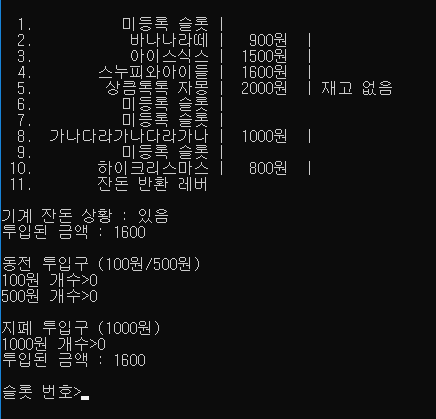 1. 미등록 슬롯 |
2. 바나나라떼 | 900원 |
3. 아이스식스 | 1500원 |
4. 스누피와아이들 | 1600원 |
5. 상큼톡톡 자몽 | 2000원 | 재고 없음
6. 미등록 슬롯 |
7. 미등록 슬롯 |
8. 가나다라가나다라가나 | 1000원 |
9. 미등록 슬롯 |
10. 하이크리스마스 | 800원 |
11. 잔돈 반환 레버
기계 잔돈 상황 : 있음
투입된 금액 : 1600
동전 투입구 (100원/500원)
100원 개수>0
500원 개수>0
지폐 투입구 (1000원)
1000원 개수>0
투입된 금액 : 1600
슬롯 번호>